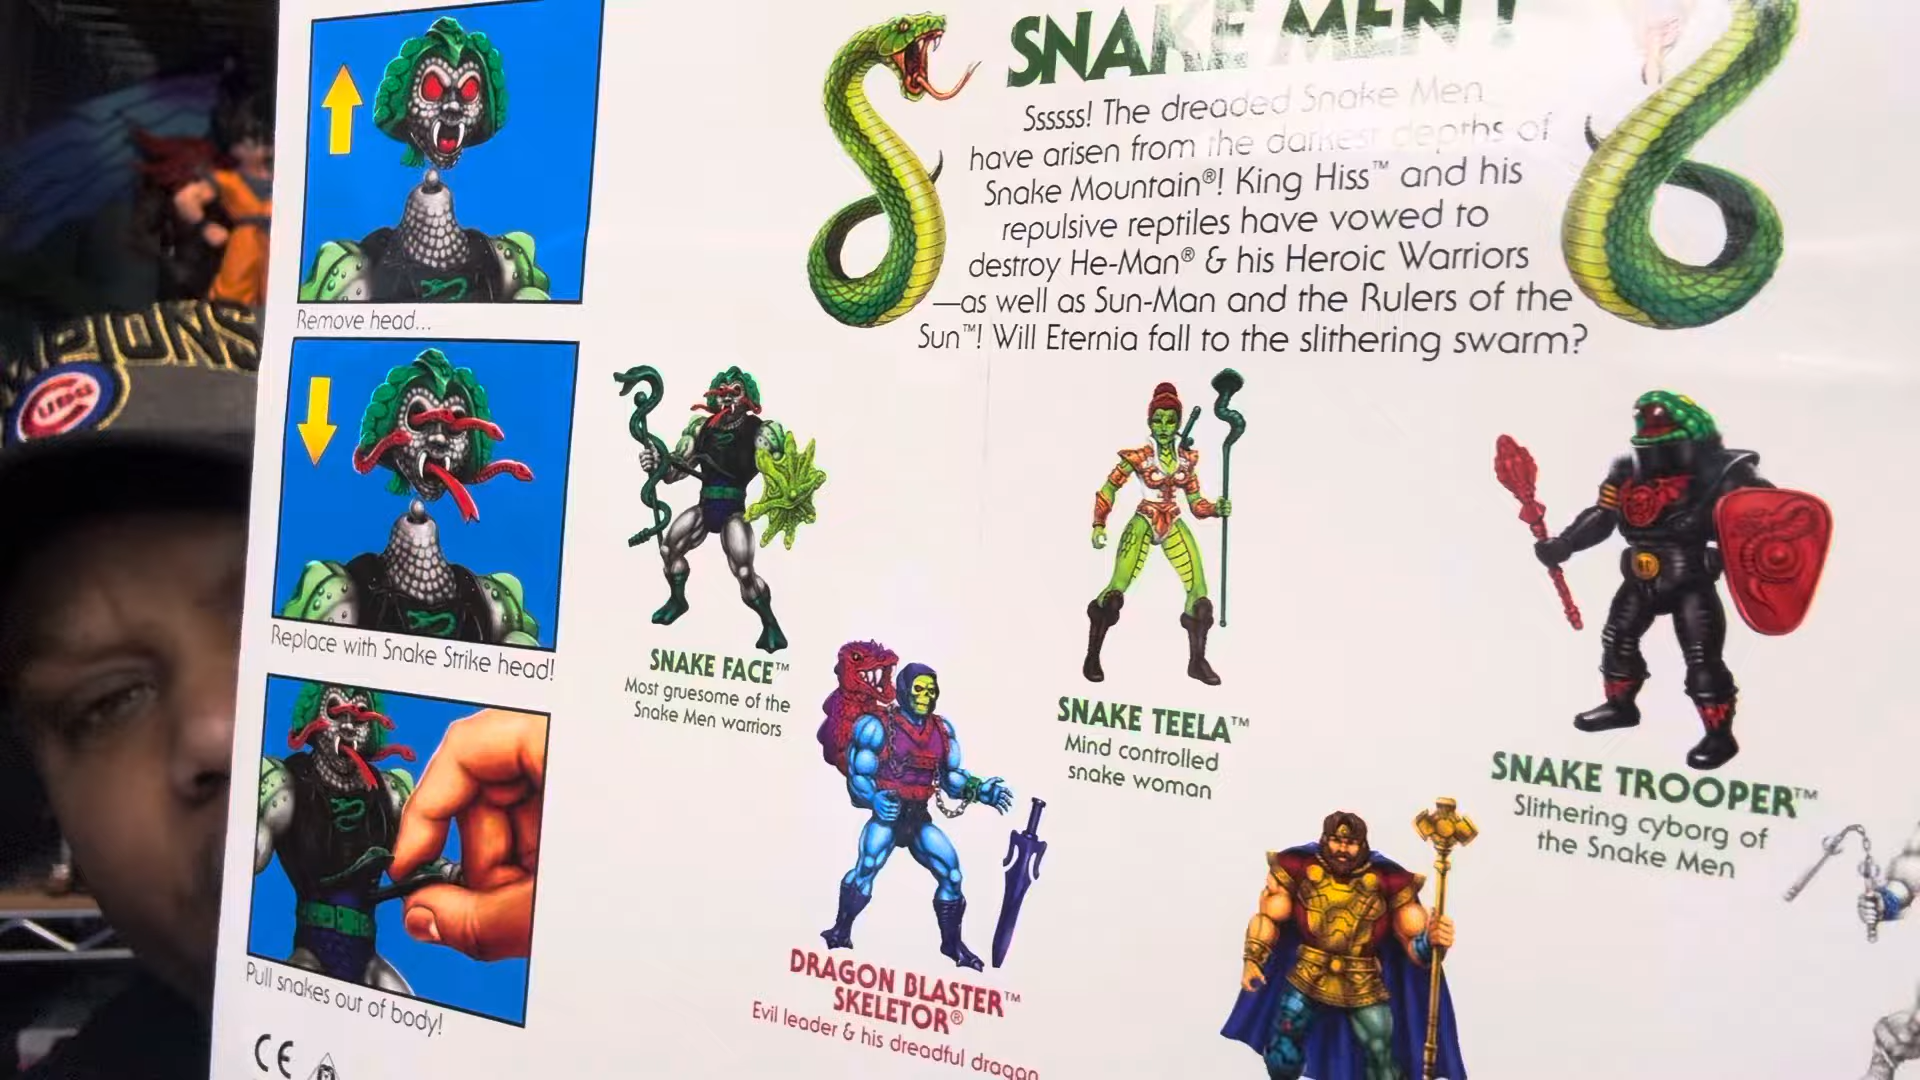 SNAKE MEN!
Sssss! The dreaded Snake Men
have arisen from the darkest depths of
Snake Mountain®! King Hiss™ and his
repulsive reptiles have vowed to
destroy He-Man® & his Heroic Warriors
—as well as Sun-Man and the Rulers of the
Sun™! Will Eternia fall to the slithering swarm?
Remove head...
Replace with Snake Strike head!
Pull snakes out of body!
SNAKE FACE™
Most gruesome of the
Snake Men warriors
SNAKE TEELA™
Mind controlled
snake woman
SNAKE TROOPER™
Slithering cyborg of
the Snake Men
DRAGON BLASTER™
SKELETOR®
Evil leader & his dreadful dragon
CE
CUBS